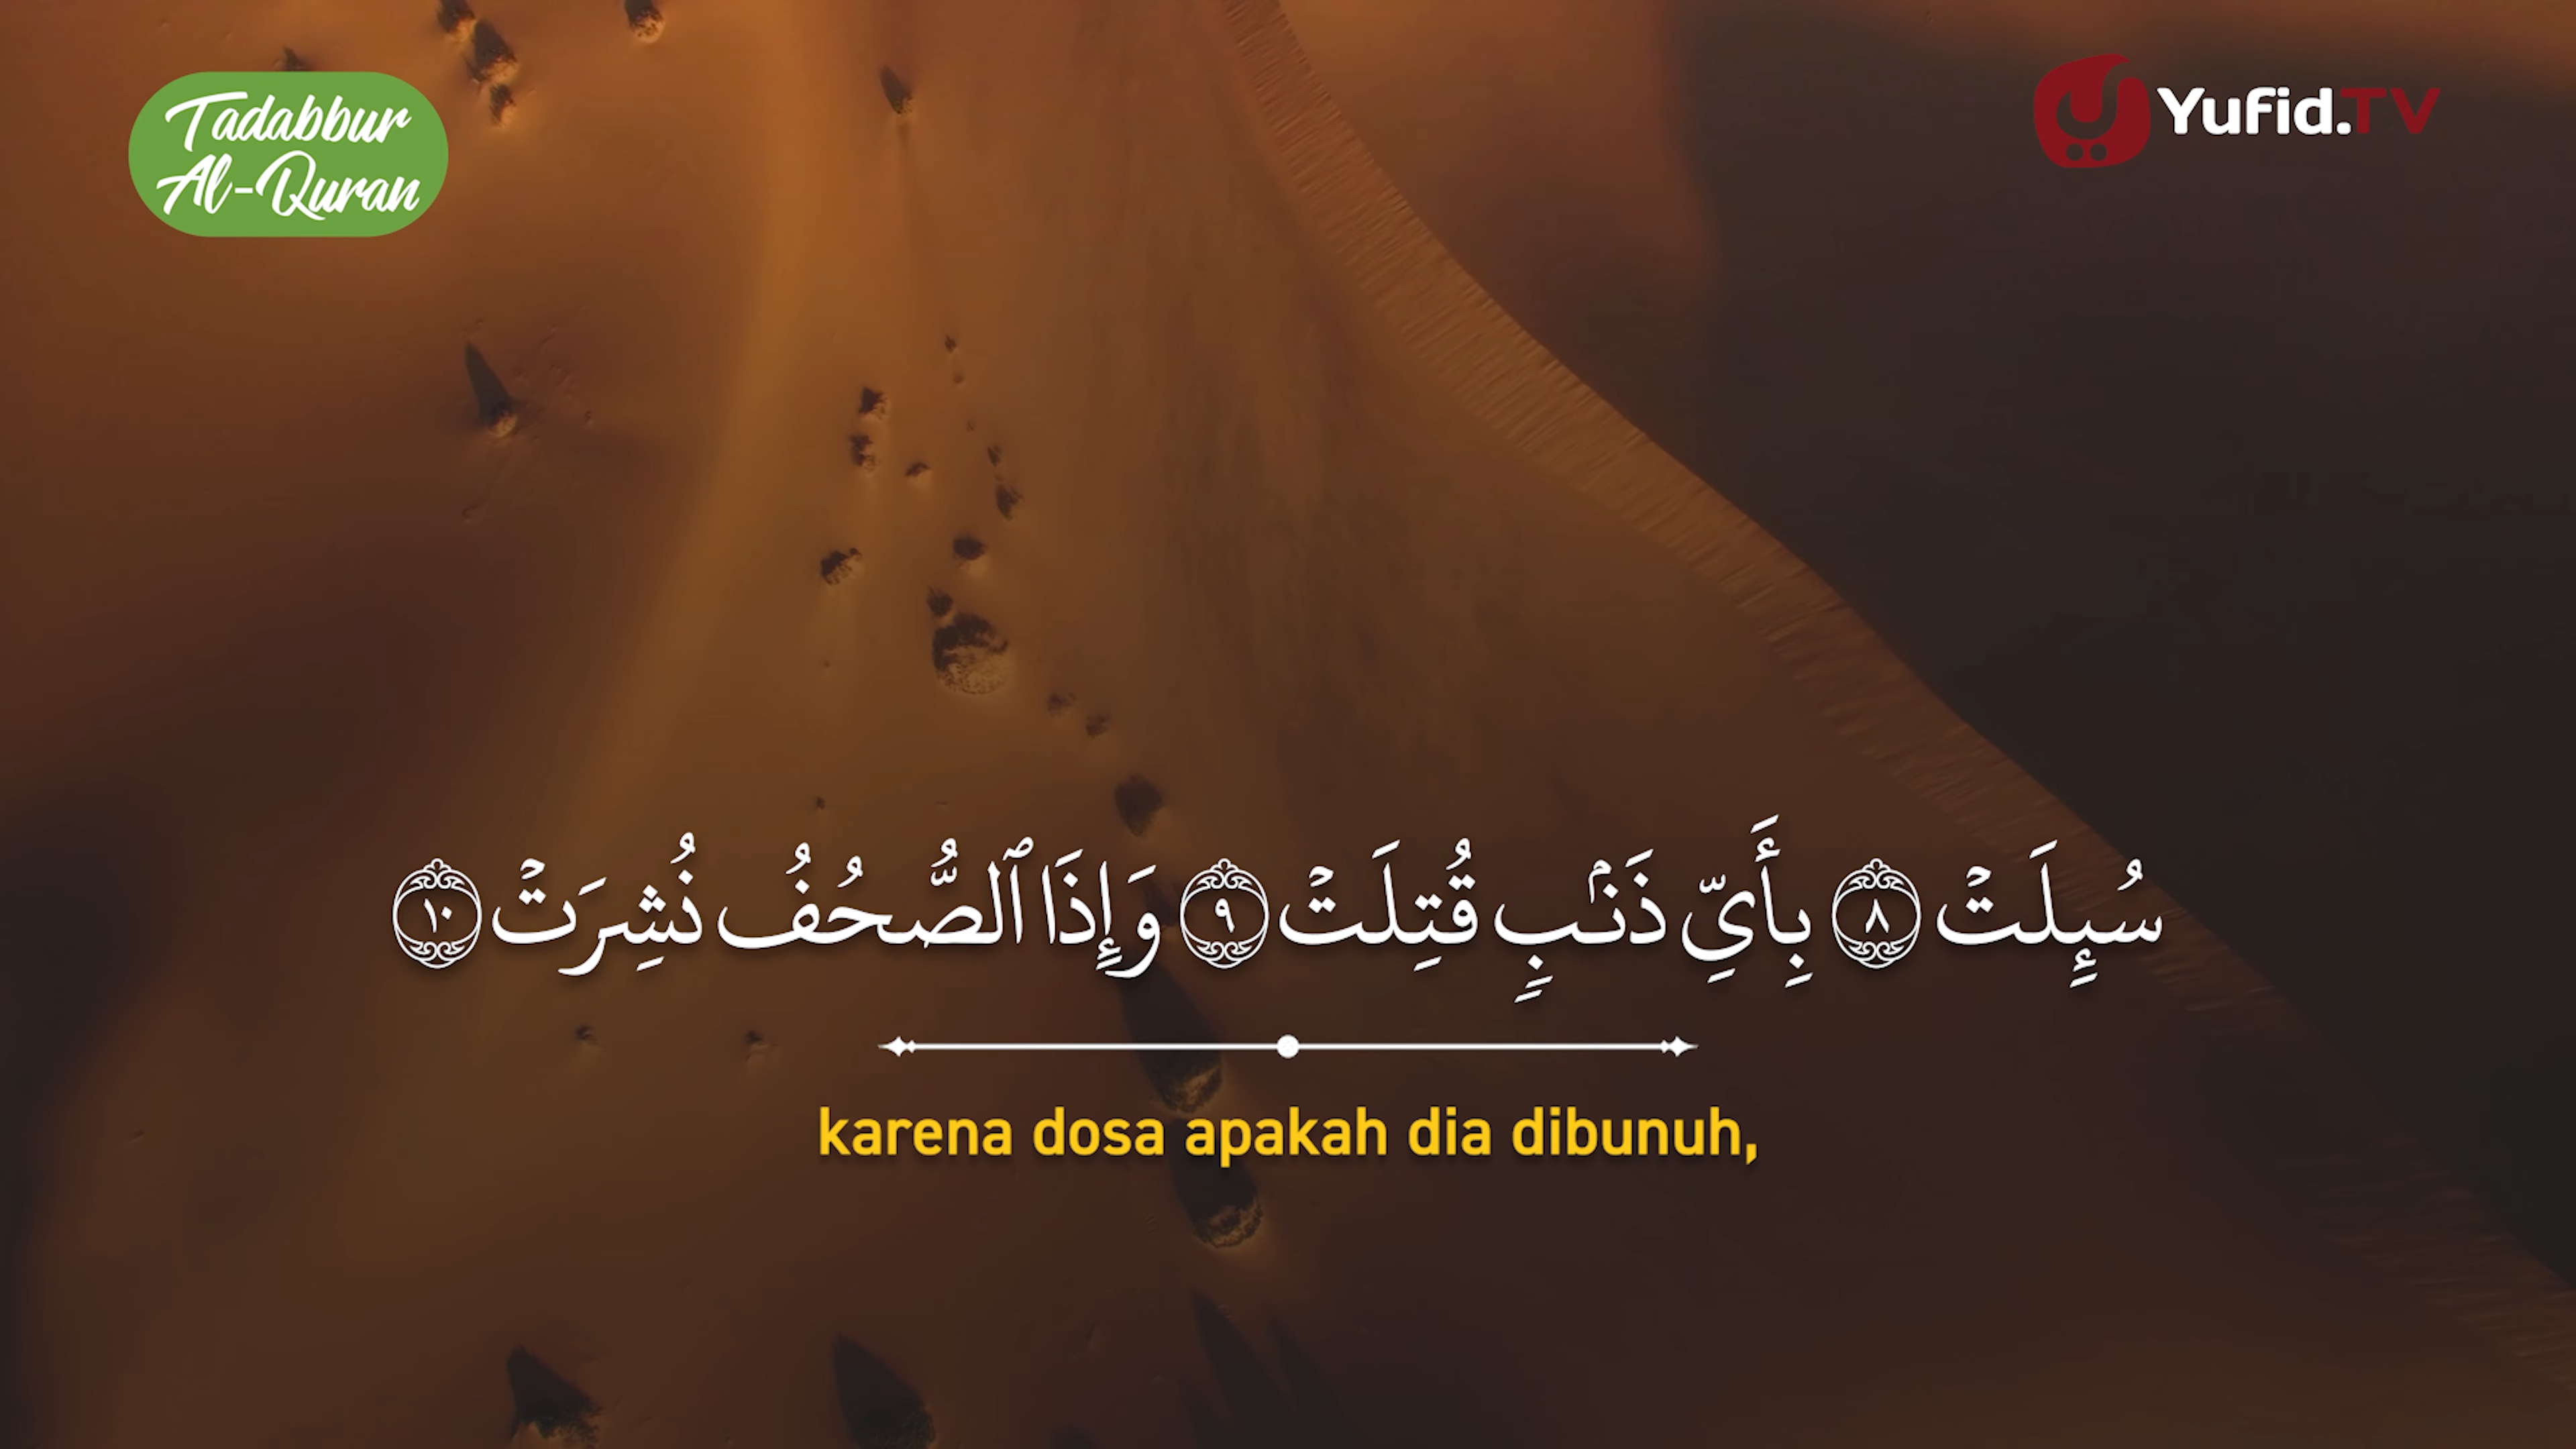 Tadabbur
Al-Quran
Yufid.TV
سُئِلَتْ ٨ بِأَىِّ ذَنۢبٍ قُتِلَتْ ٩ وَإِذَا ٱلصُّحُفُ نُشِرَتْ ١٠
karena dosa apakah dia dibunuh,